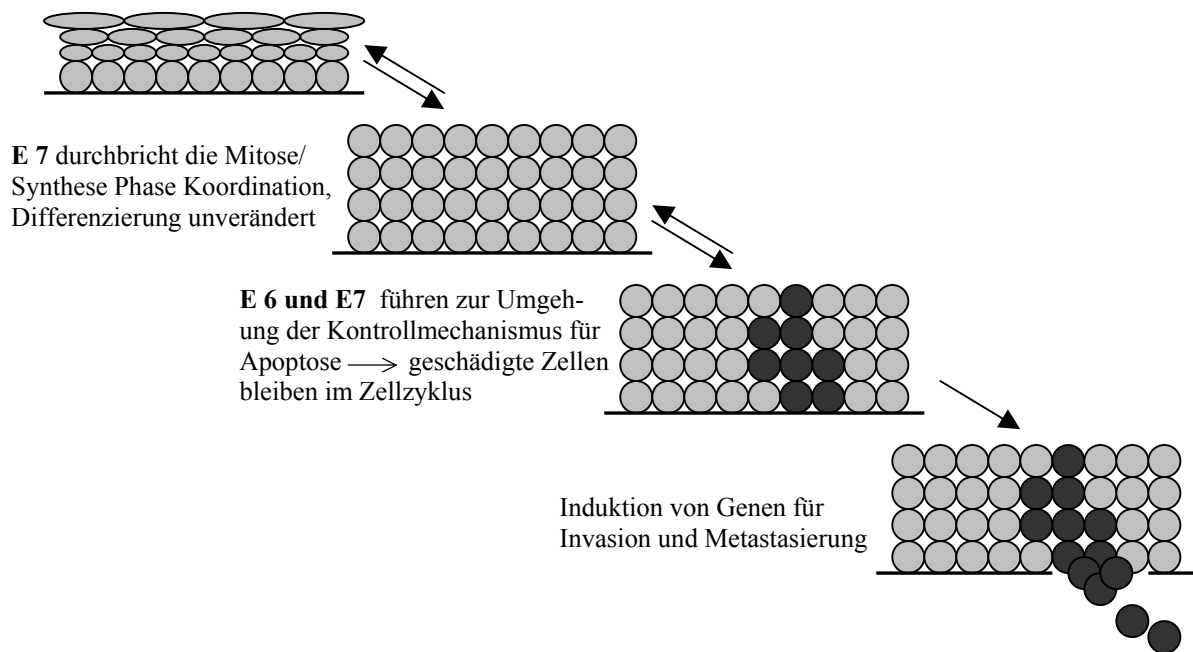 E 7 durchbricht die Mitose/
Synthese Phase Koordination,
Differenzierung unverändert
E 6 und E7 führen zur Umgeh-
ung der Kontrollmechanismus für
Apoptose ⟶ geschädigte Zellen
bleiben im Zellzyklus
Induktion von Genen für
Invasion und Metastasierung